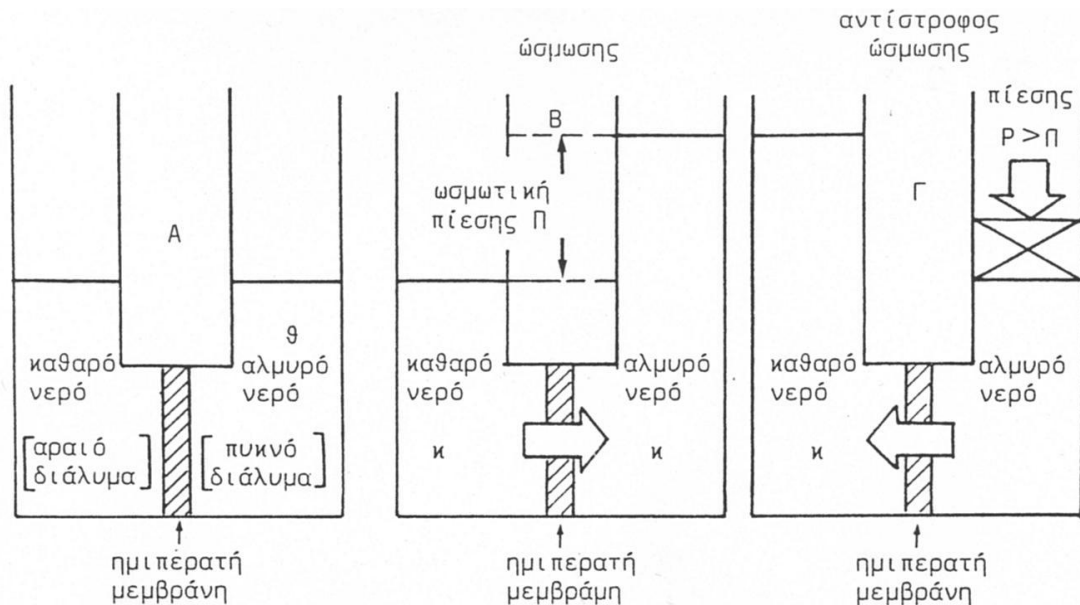 ώσμωσης
αντίστροφος
ώσμωσης
πίεσης
P > Π
Α
Β
ωσμωτική
πίεσης Π
Γ
θ
καθαρό
νερό
αλμυρό
νερό
[αραιό
διάλυμα]
[πυκνό
διάλυμα]
ημιπερατή
μεμβράνη
καθαρό
νερό
αλμυρό
νερό
κ
κ
ημιπερατή
μεμβράμη
καθαρό
νερό
αλμυρό
νερό
κ
ημιπερατή
μεμβράνη